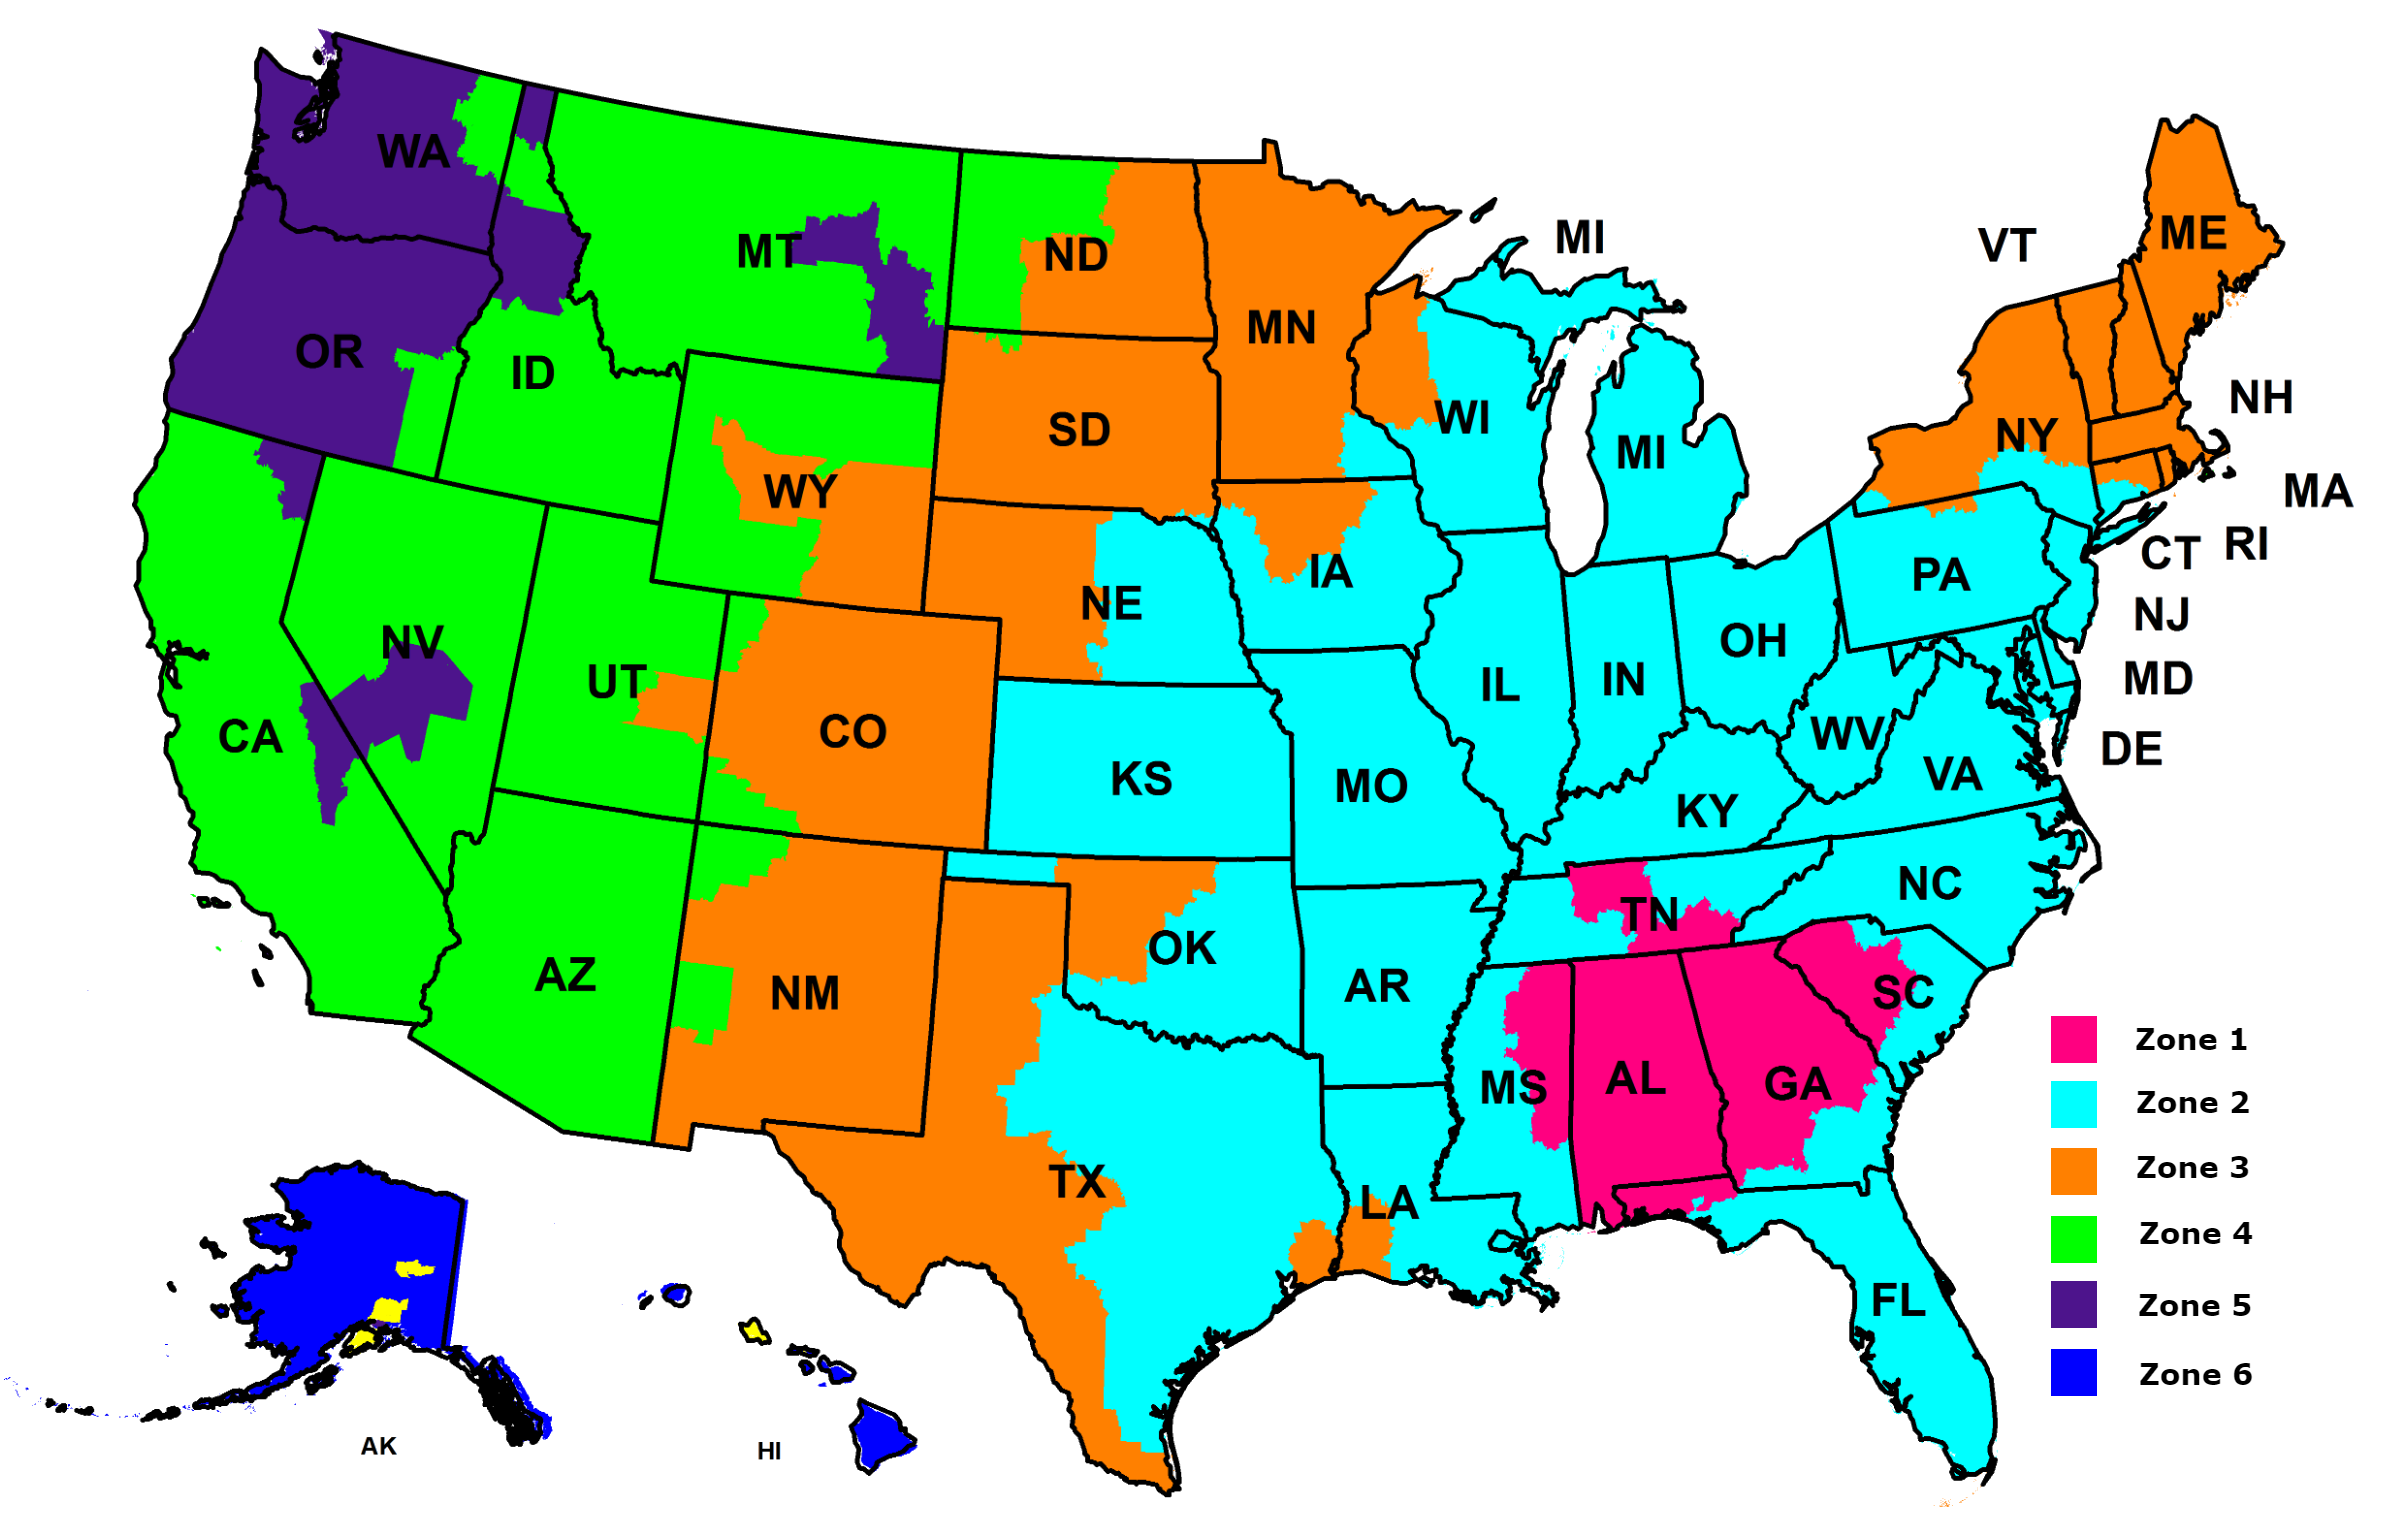 WA
MT
ND
MN
MI
VT
ME
OR
ID
SD
WI
MI
NY
NH
MA
WY
NE
IA
PA
CT
RI
NJ
NV
UT
CO
IL
IN
OH
MD
CA
KS
MO
KY
WV
VA
DE
AZ
NM
OK
AR
TN
NC
SC
MS
AL
GA
TX
LA
FL
AK
HI
Zone 1
Zone 2
Zone 3
Zone 4
Zone 5
Zone 6